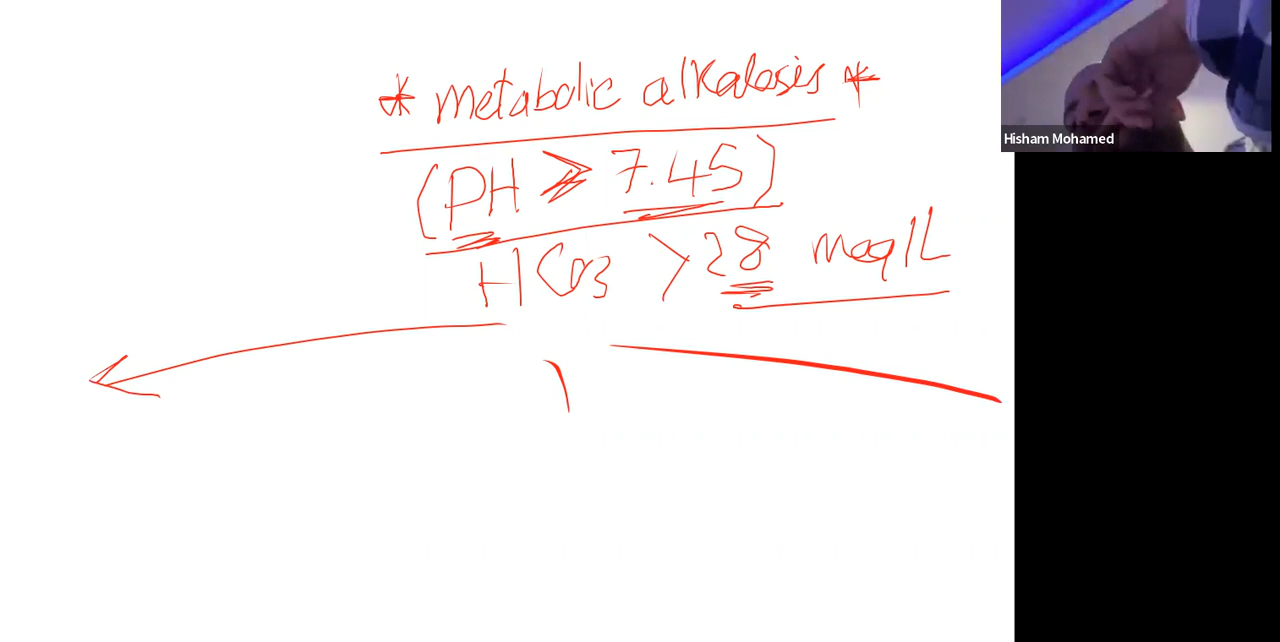 * metabolic alkalosis *
(PH ≥ 7.45)
HCO3 > 28 meq/L
Hisham Mohamed